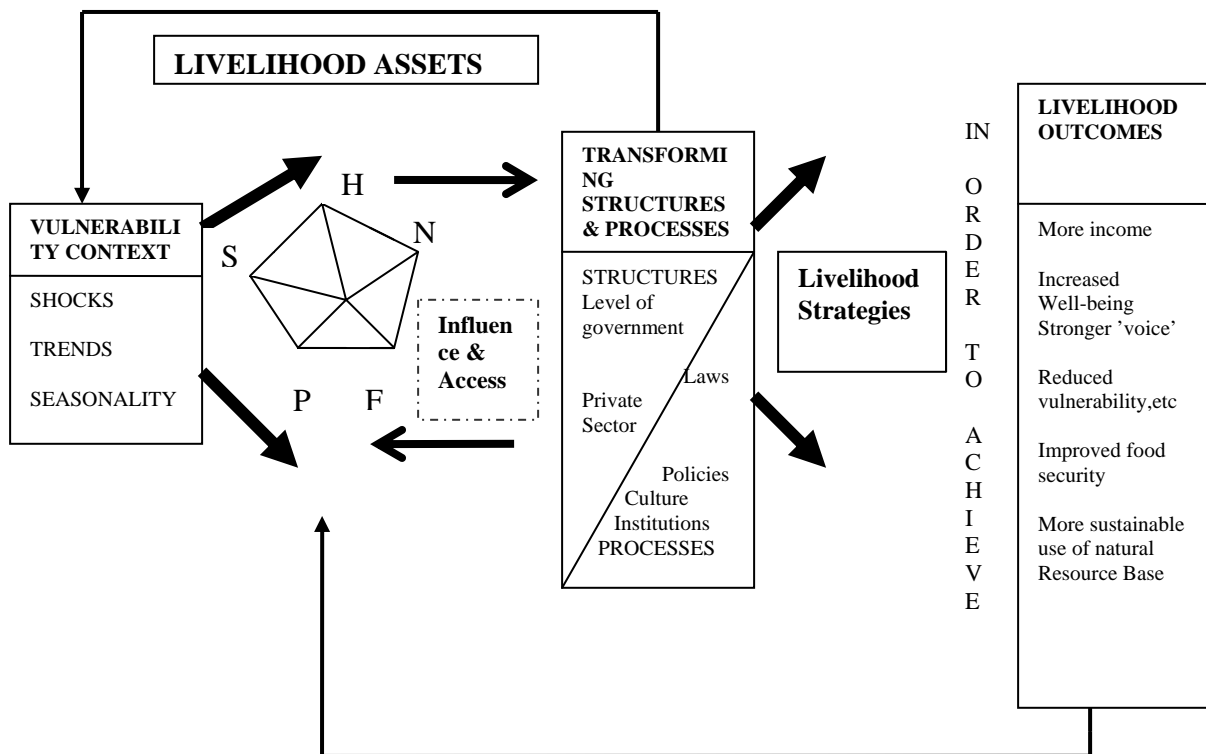 LIVELIHOOD ASSETS
VULNERABILI
TY CONTEXT
SHOCKS
TRENDS
SEASONALITY
H
N
S
P
F
Influen
ce &
Access
TRANSFORMI
NG
STRUCTURES
& PROCESSES
STRUCTURES
Level of
government
Laws
Private
Sector
Policies
Culture
Institutions
PROCESSES
Livelihood
Strategies
IN
O
R
D
E
R
T
O
A
C
H
I
E
V
E
LIVELIHOOD
OUTCOMES
More income
Increased
Well-being
Stronger ’voice’
Reduced
vulnerability,etc
Improved food
security
More sustainable
use of natural
Resource Base